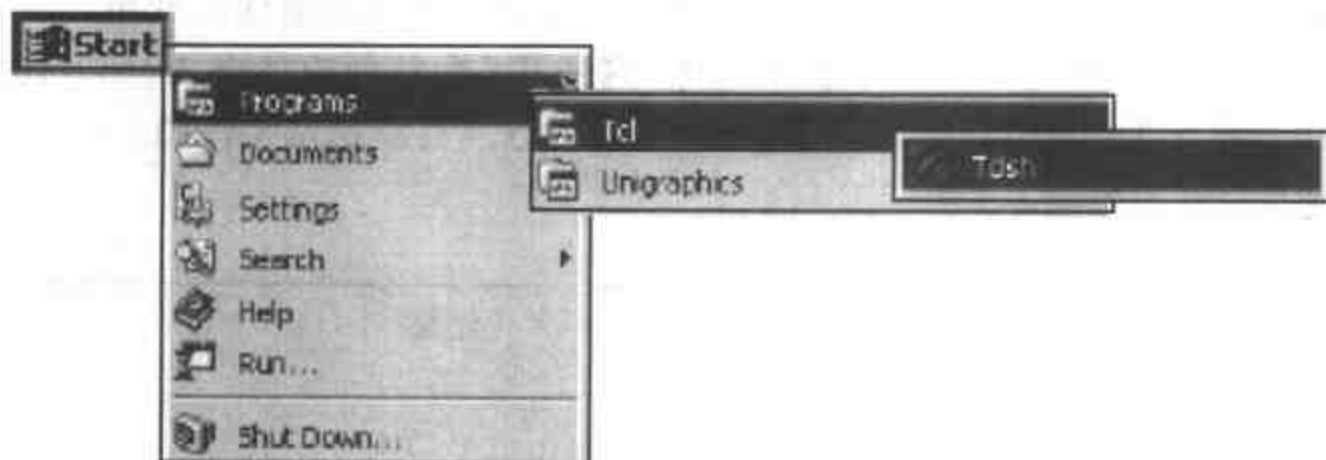 Start
Programs
Documents
Settings
Search
Help
Run...
Shut Down...
Tcl
Unigraphics
Tclsh